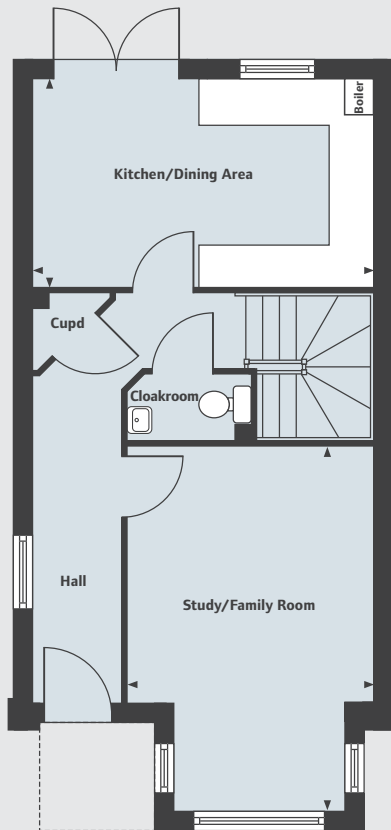 Boiler
Kitchen/Dining Area
Cupd
Cloakroom
Hall
Study/Family Room